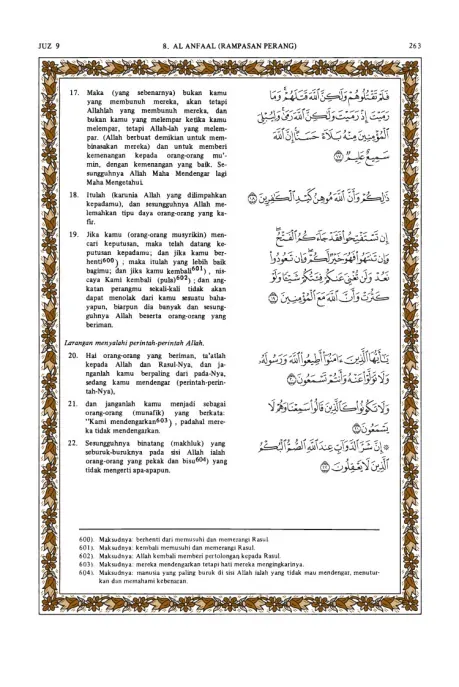 JUZ 9
8. AL ANFAAL (RAMPASAN PERANG)
263
17. Maka (yang sebenarnya) bukan kamu
yang membunuh mereka, akan tetapi
Allahlah yang membunuh mereka, dan
bukan kamu yang melempar ketika kamu
melempar, tetapi Allah-lah yang melem-
par. (Allah berbuat demikian untuk mem-
binasakan mereka) dan untuk memberi
kemenangan kepada orang-orang mu'-
min, dengan kemenangan yang baik. Se-
sungguhnya Allah Maha Mendengar lagi
Maha Mengetahui.
18. Itulah (karunia Allah yang dilimpahkan
kepadamu), dan sesungguhnya Allah me-
lemahkan tipu daya orang-orang yang ka-
fir.
19. Jika kamu (orang-orang musyrikin) men-
cari keputusan, maka telah datang ke-
putusan kepadamu; dan jika kamu ber-
henti600) ; maka itulah yang lebih baik
bagimu; dan jika kamu kembali601) , nis-
caya Kami kembali (pula)602) ; dan ang-
katan perangmu sekali-kali tidak akan
dapat menolak dari kamu sesuatu baha-
yapun, biarpun dia banyak dan sesung-
guhnya Allah beserta orang-orang yang
beriman.
Larangan menyalahi perintah-perintah Allah.
20. Hai orang-orang yang beriman, ta'atlah
kepada Allah dan Rasul-Nya, dan ja-
nganlah kamu berpaling dari pada-Nya,
sedang kamu mendengar (perintah-perin-
tah-Nya),
21. dan janganlah kamu menjadi sebagai
orang-orang (munafik) yang berkata:
"Kami mendengarkan603) , padahal mere-
ka tidak mendengarkan.
22. Sesungguhnya binatang (makhluk) yang
seburuk-buruknya pada sisi Allah ialah
orang-orang yang pekak dan bisu604) yang
tidak mengerti apa-apapun.
فَلَمْ تَقْتُلُوهُمْ وَلَٰكِنَّ اللَّهَ قَتَلَهُمْ وَمَا
رَمَيْتَ إِذْ رَمَيْتَ وَلَٰكِنَّ اللَّهَ رَمَىٰ وَلِيُبْلِيَ
الْمُؤْمِنِينَ مِنْهُ بَلَاءً حَسَنًا إِنَّ اللَّهَ
سَمِيعٌ عَلِيمٌ ﴿١٧﴾
ذَٰلِكُمْ وَأَنَّ اللَّهَ مُوهِنُ كَيْدِ الْكَافِرِينَ ﴿١٨﴾
إِن تَسْتَفْتِحُوا فَقَدْ جَاءَكُمُ الْفَتْحُ
وَإِن تَنتَهُوا فَهُوَ خَيْرٌ لَّكُمْ وَإِن تَعُودُوا
نَعُدْ وَلَن تُغْنِيَ عَنكُمْ فِئَتُكُمْ شَيْئًا وَلَوْ
كَثُرَتْ وَأَنَّ اللَّهَ مَعَ الْمُؤْمِنِينَ ﴿١٩﴾
يَا أَيُّهَا الَّذِينَ آمَنُوا أَطِيعُوا اللَّهَ وَرَسُولَهُ
وَلَا تَوَلَّوْا عَنْهُ وَأَنتُمْ تَسْمَعُونَ ﴿٢٠﴾
وَلَا تَكُونُوا كَالَّذِينَ قَالُوا سَمِعْنَا وَهُمْ لَا
يَسْمَعُونَ ﴿٢١﴾
۞ إِنَّ شَرَّ الدَّوَابِّ عِندَ اللَّهِ الصُّمُّ الْبُكْمُ
الَّذِينَ لَا يَعْقِلُونَ ﴿٢٢﴾
600). Maksudnya: berhenti dari memusuhi dan memerangi Rasul.
601). Maksudnya: kembali memusuhi dan memerangi Rasul.
602). Maksudnya: Allah kembali memberi pertolongan kepada Rasul.
603). Maksudnya: mereka mendengarkan tetapi hati mereka mengingkarinya.
604). Maksudnya: manusia yang paling buruk di sisi Allah ialah yang tidak mau mendengar, menutur-
kan dan memahami kebenaran.